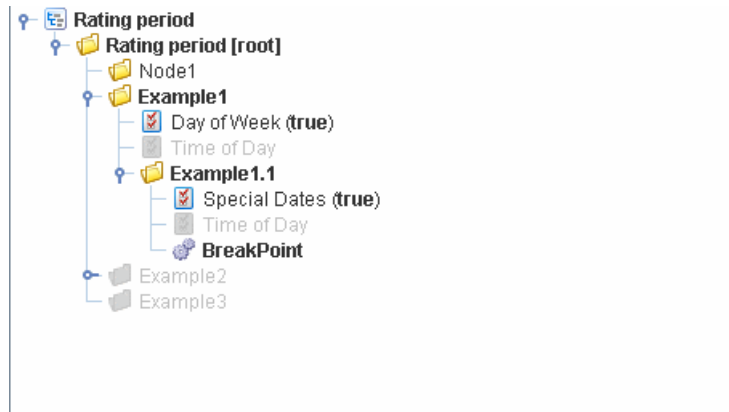 Rating period
Rating period [root]
Node1
Example1
Day of Week (true)
Time of Day
Example1.1
Special Dates (true)
Time of Day
BreakPoint
Example2
Example3